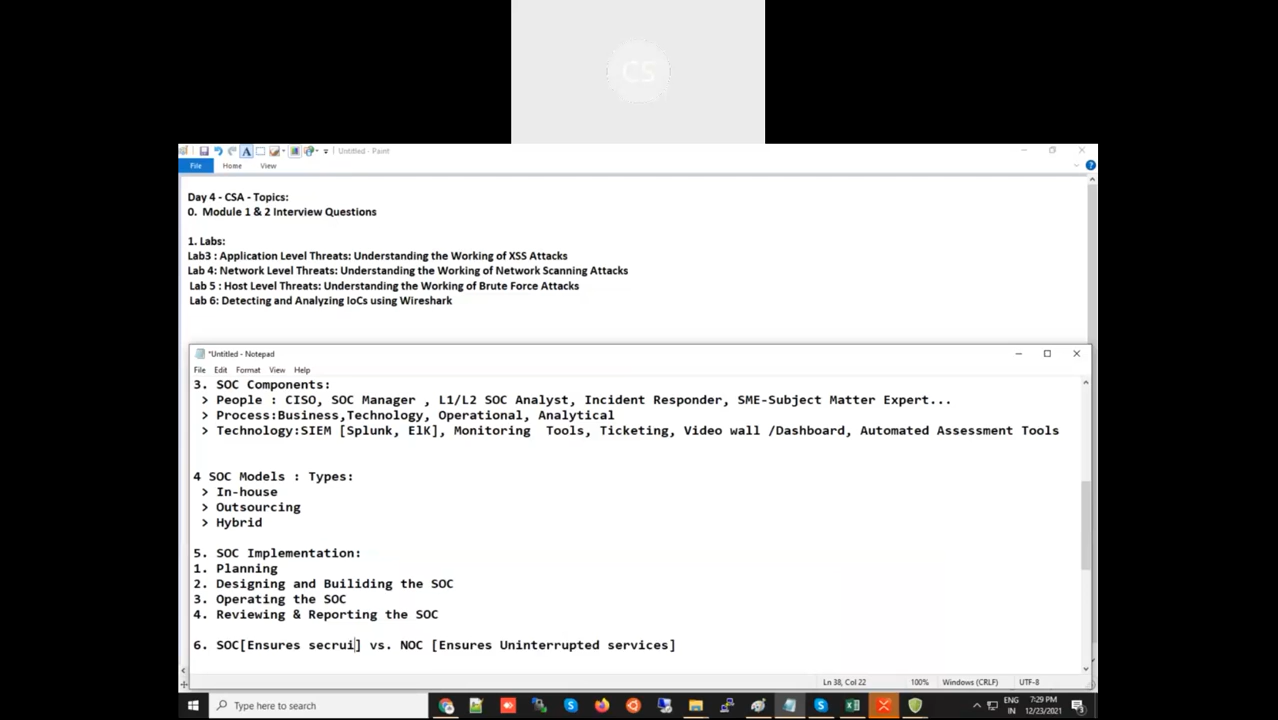 CS
Untitled - Paint
File Home View
Day 4 - CSA - Topics:
0. Module 1 & 2 Interview Questions
1. Labs:
Lab3 : Application Level Threats: Understanding the Working of XSS Attacks
Lab 4: Network Level Threats: Understanding the Working of Network Scanning Attacks
Lab 5 : Host Level Threats: Understanding the Working of Brute Force Attacks
Lab 6: Detecting and Analyzing IoCs using Wireshark
*Untitled - Notepad
File Edit Format View Help
3. SOC Components:
> People : CISO, SOC Manager , L1/L2 SOC Analyst, Incident Responder, SME-Subject Matter Expert...
> Process:Business,Technology, Operational, Analytical
> Technology:SIEM [Splunk, ElK], Monitoring Tools, Ticketing, Video wall /Dashboard, Automated Assessment Tools
4 SOC Models : Types:
> In-house
> Outsourcing
> Hybrid
5. SOC Implementation:
1. Planning
2. Designing and Builiding the SOC
3. Operating the SOC
4. Reviewing & Reporting the SOC
6. SOC[Ensures secrui] vs. NOC [Ensures Uninterrupted services]
Ln 38, Col 22 100% Windows (CRLF) UTF-8
Type here to search
ENG 7:29 PM
IN 12/23/2021